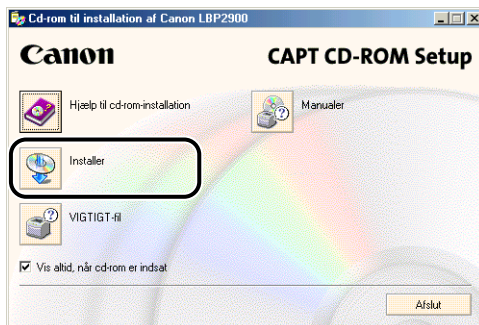 Cd-rom til installation af Canon LBP2900
Canon
CAPT CD-ROM Setup
Hjælp til cd-rom-installation
Manualer
Installer
VIGTIGT-fil
Vis altid, når cd-rom er indsat
Afslut